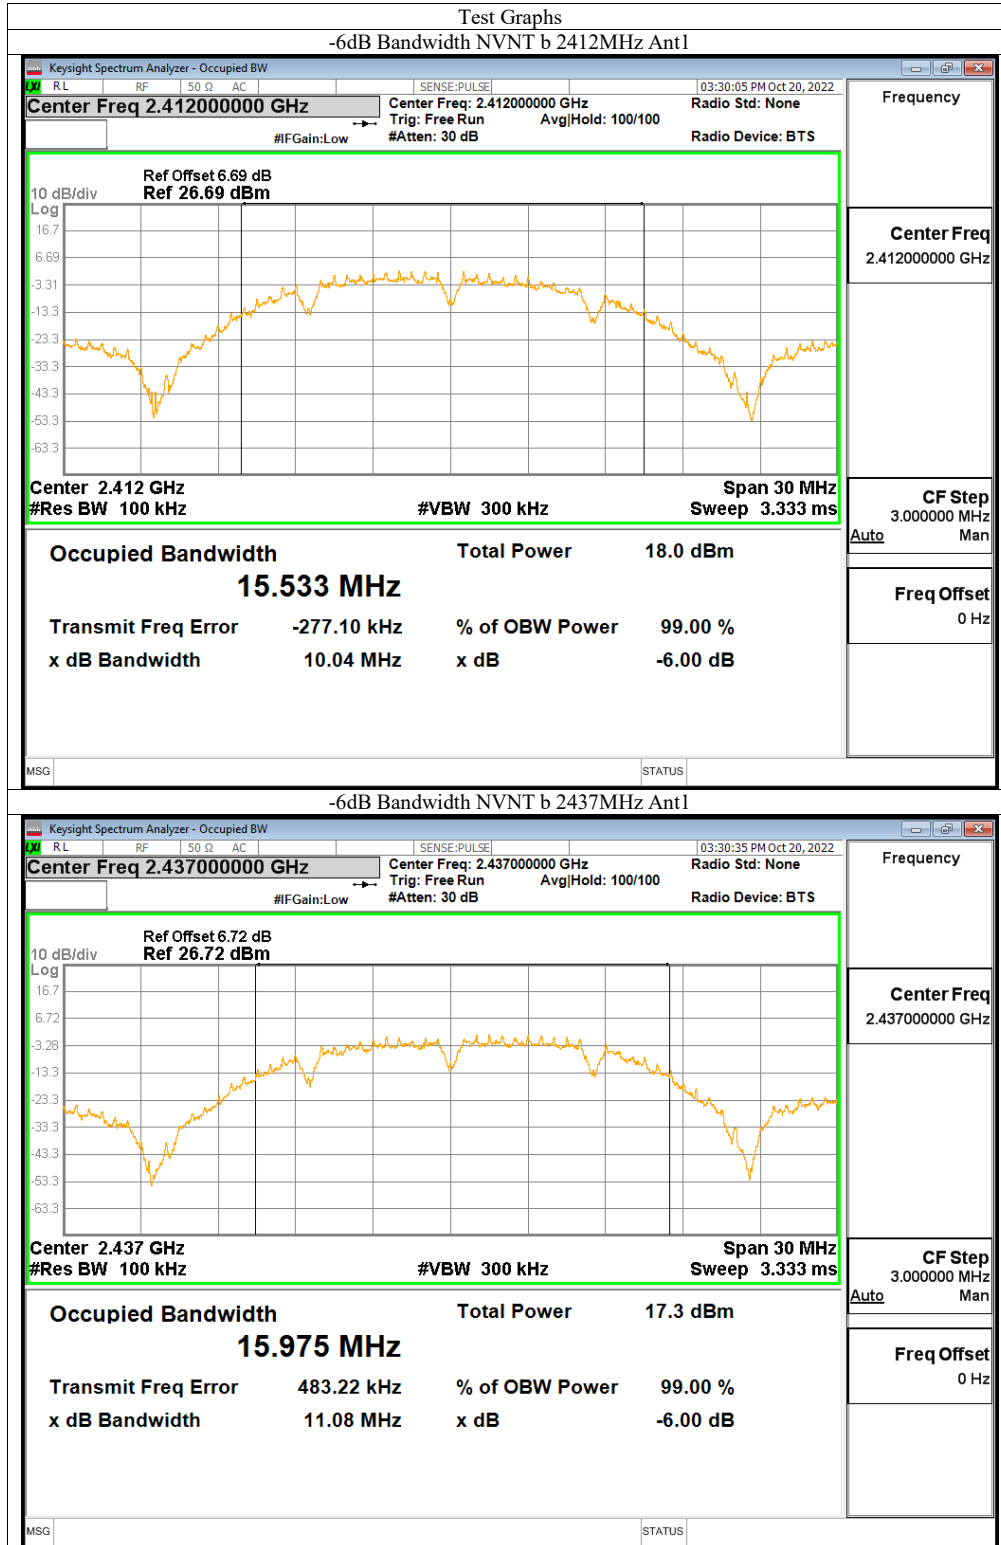 Test Graphs
-6dB Bandwidth NVNT b 2412MHz Ant1
Keysight Spectrum Analyzer - Occupied BW
LXI RL RF 50 Ω AC SENSE:PULSE 03:30:05 PM Oct 20, 2022
Center Freq 2.412000000 GHz
Center Freq: 2.412000000 GHz Radio Std: None
Trig: Free Run Avg|Hold: 100/100
#IFGain:Low #Atten: 30 dB Radio Device: BTS
Ref Offset 6.69 dB
10 dB/div Ref 26.69 dBm
Log
16.7
6.69
-3.31
-13.3
-23.3
-33.3
-43.3
-53.3
-63.3
Center 2.412 GHz Span 30 MHz
#Res BW 100 kHz #VBW 300 kHz Sweep 3.333 ms
Occupied Bandwidth Total Power 18.0 dBm
15.533 MHz
Transmit Freq Error -277.10 kHz % of OBW Power 99.00 %
x dB Bandwidth 10.04 MHz x dB -6.00 dB
MSG STATUS
Frequency
Center Freq
2.412000000 GHz
CF Step
3.000000 MHz
Auto Man
Freq Offset
0 Hz
-6dB Bandwidth NVNT b 2437MHz Ant1
Keysight Spectrum Analyzer - Occupied BW
LXI RL RF 50 Ω AC SENSE:PULSE 03:30:35 PM Oct 20, 2022
Center Freq 2.437000000 GHz
Center Freq: 2.437000000 GHz Radio Std: None
Trig: Free Run Avg|Hold: 100/100
#IFGain:Low #Atten: 30 dB Radio Device: BTS
Ref Offset 6.72 dB
10 dB/div Ref 26.72 dBm
Log
16.7
6.72
-3.28
-13.3
-23.3
-33.3
-43.3
-53.3
-63.3
Center 2.437 GHz Span 30 MHz
#Res BW 100 kHz #VBW 300 kHz Sweep 3.333 ms
Occupied Bandwidth Total Power 17.3 dBm
15.975 MHz
Transmit Freq Error 483.22 kHz % of OBW Power 99.00 %
x dB Bandwidth 11.08 MHz x dB -6.00 dB
MSG STATUS
Frequency
Center Freq
2.437000000 GHz
CF Step
3.000000 MHz
Auto Man
Freq Offset
0 Hz